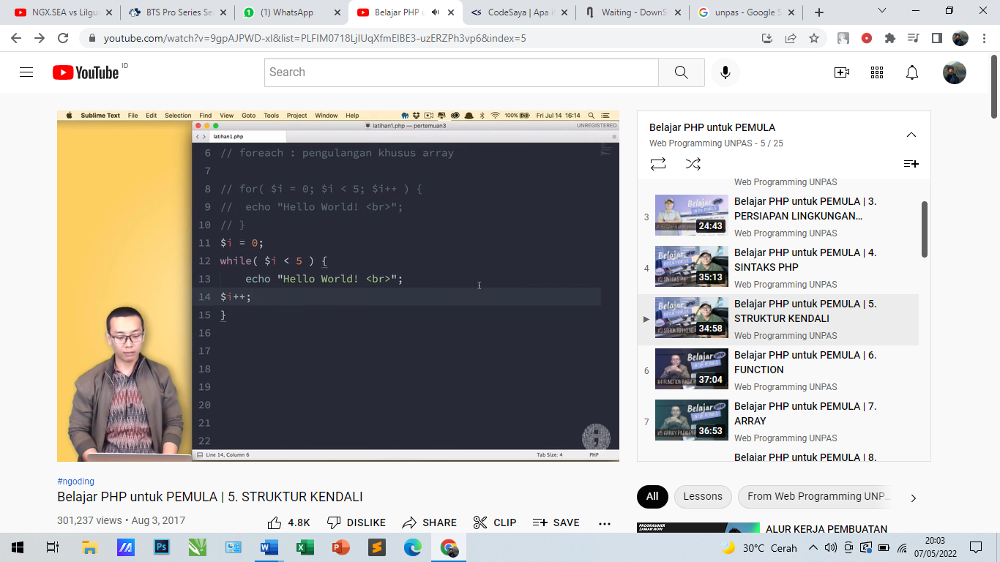 NGX.SEA vs Lilgu
BTS Pro Series Se
(1) WhatsApp
Belajar PHP u
CodeSaya | Apa i
Waiting - DownS
unpas - Google S
youtube.com/watch?v=9gpAJPWD-xI&list=PLFIM0718LjIUqXfmEIBE3-uzERZPh3vp6&index=5
YouTube ID
Search
Sublime Text File Edit Selection Find View Goto Tools Project Window Help 100% Fri Jul 14 16:14
latihan1.php — pertemuan3
UNREGISTERED
latihan1.php
6 // foreach : pengulangan khusus array
7
8 // for( $i = 0; $i < 5; $i++ ) {
9 // echo "Hello World! <br>";
10 // }
11 $i = 0;
12 while( $i < 5 ) {
13 echo "Hello World! <br>";
14 $i++;
15 }
16
17
18
19
20
21
22
Line 14, Column 6
Tab Size: 4
PHP
#ngoding
Belajar PHP untuk PEMULA | 5. STRUKTUR KENDALI
301,237 views • Aug 3, 2017
4.8K
DISLIKE
SHARE
CLIP
SAVE
Belajar PHP untuk PEMULA
Web Programming UNPAS - 5 / 25
Web Programming UNPAS
3
24:43
Belajar PHP untuk PEMULA | 3.
PERSIAPAN LINGKUNGAN…
Web Programming UNPAS
4
35:13
Belajar PHP untuk PEMULA | 4.
SINTAKS PHP
Web Programming UNPAS
34:58
Belajar PHP untuk PEMULA | 5.
STRUKTUR KENDALI
Web Programming UNPAS
6
37:04
Belajar PHP untuk PEMULA | 6.
FUNCTION
Web Programming UNPAS
7
36:53
Belajar PHP untuk PEMULA | 7.
ARRAY
Web Programming UNPAS
Belajar PHP untuk PEMULA | 8.
All
Lessons
From Web Programming UNP…
PROGRAMMER
ZAMAN NOW
ALUR KERJA PEMBUATAN
30°C Cerah
20:03
07/05/2022